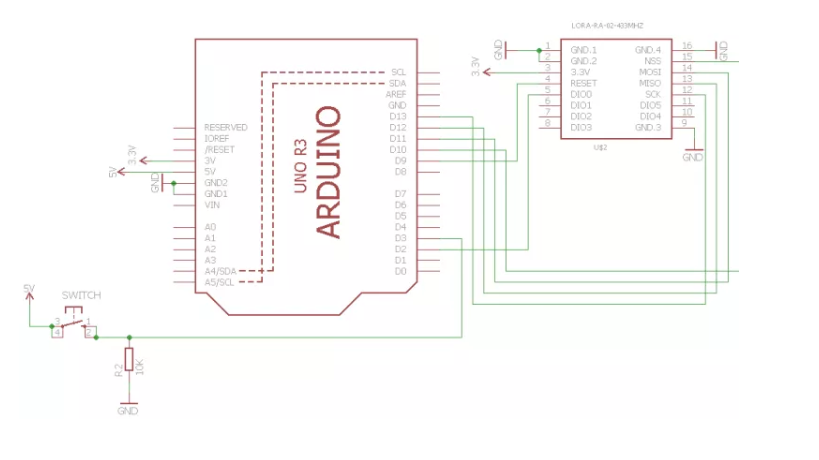 LORA-RA-02-433MHZ
GND
1 GND.1 GND.4 16
GND
2 GND.2 NSS 15
3.3V
3 3.3V MOSI 14
4 RESET MISO 13
5 DIO0 SCK 12
6 DIO1 DIO5 11
7 DIO2 DIO4 10
8 DIO3 GND.3 9
GND
SCL
SDA
AREF
GND
RESERVED D13
IOREF D12
/RESET D11
3.3V
3V D10
5V
5V D9
GND
GND2 D8
GND1 D7
VIN D6
D5
A0 D4
A1 D3
A2 D2
A3 D1
A4/SDA D0
A5/SCL
UNO R3
ARDUINO
5V
SWITCH
3 1
4 2
R2
10K
GND